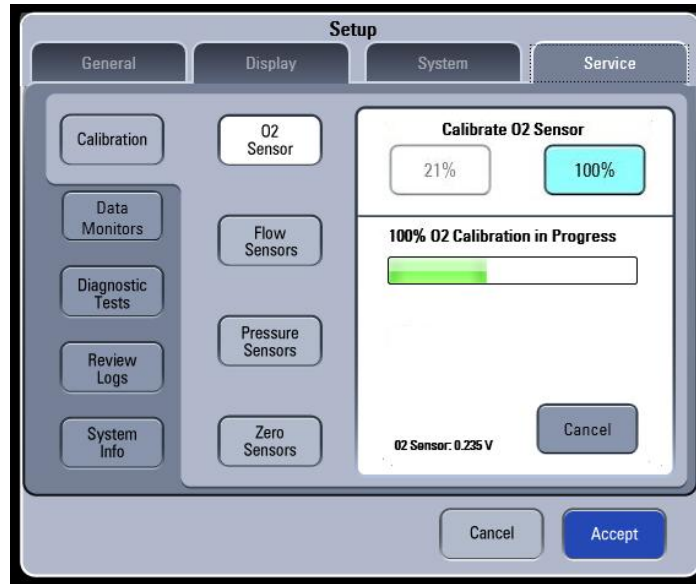 Setup
General
Display
System
Service
Calibration
Data
Monitors
Diagnostic
Tests
Review
Logs
System
Info
O2
Sensor
Flow
Sensors
Pressure
Sensors
Zero
Sensors
Calibrate O2 Sensor
21%
100%
100% O2 Calibration in Progress
O2 Sensor: 0.235 V
Cancel
Cancel
Accept